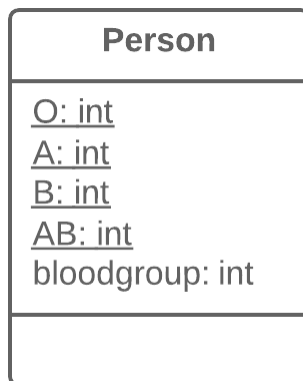 Person
O: int
A: int
B: int
AB: int
bloodgroup: int